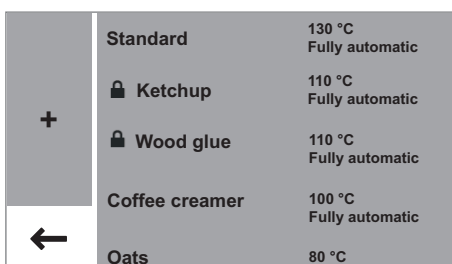 Standard 130 °C
Fully automatic
Ketchup 110 °C
Fully automatic
+
Wood glue 110 °C
Fully automatic
Coffee creamer 100 °C
Fully automatic
Oats 80 °C